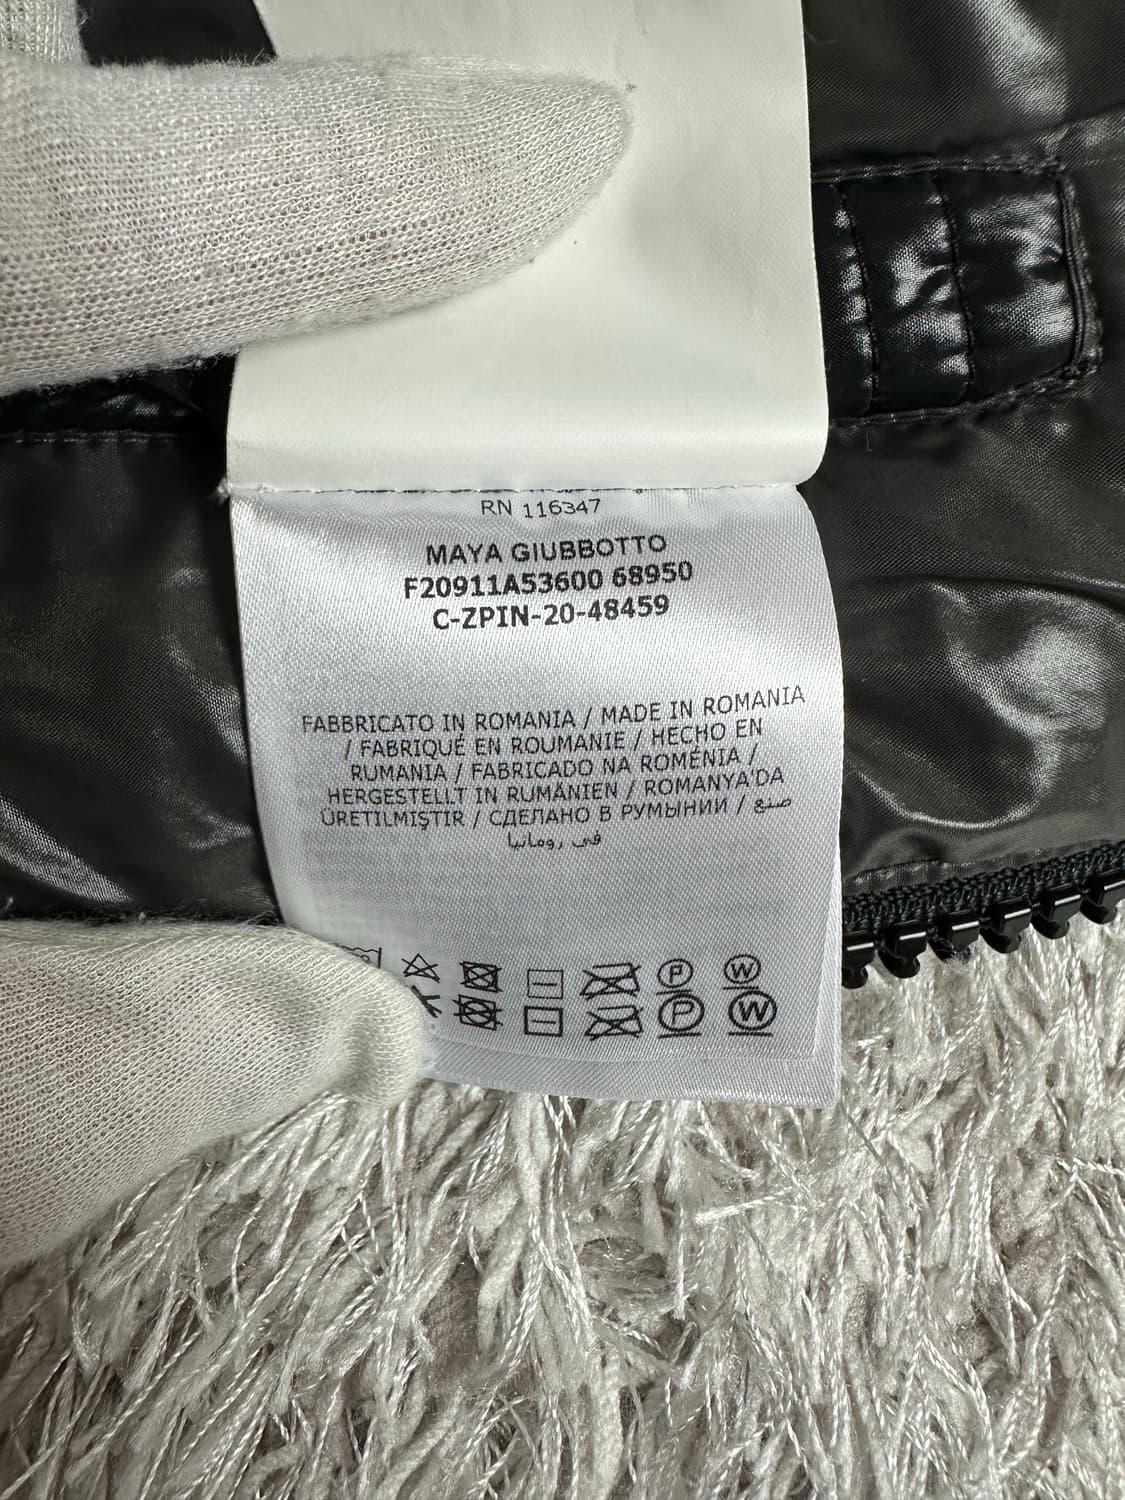 RN 116347
MAYA GIUBBOTTO
F20911A53600 68950
C-ZPIN-20-48459
FABBRICATO IN ROMANIA / MADE IN ROMANIA
/ FABRIQUÉ EN ROUMANIE / HECHO EN
RUMANIA / FABRICADO NA ROMÉNIA /
HERGESTELLT IN RUMÄNIEN / ROMANYA'DA
ÜRETILMIŞTIR / СДЕЛАНО В РУМЫНИИ / صنع
في رومانيا
P W
P W